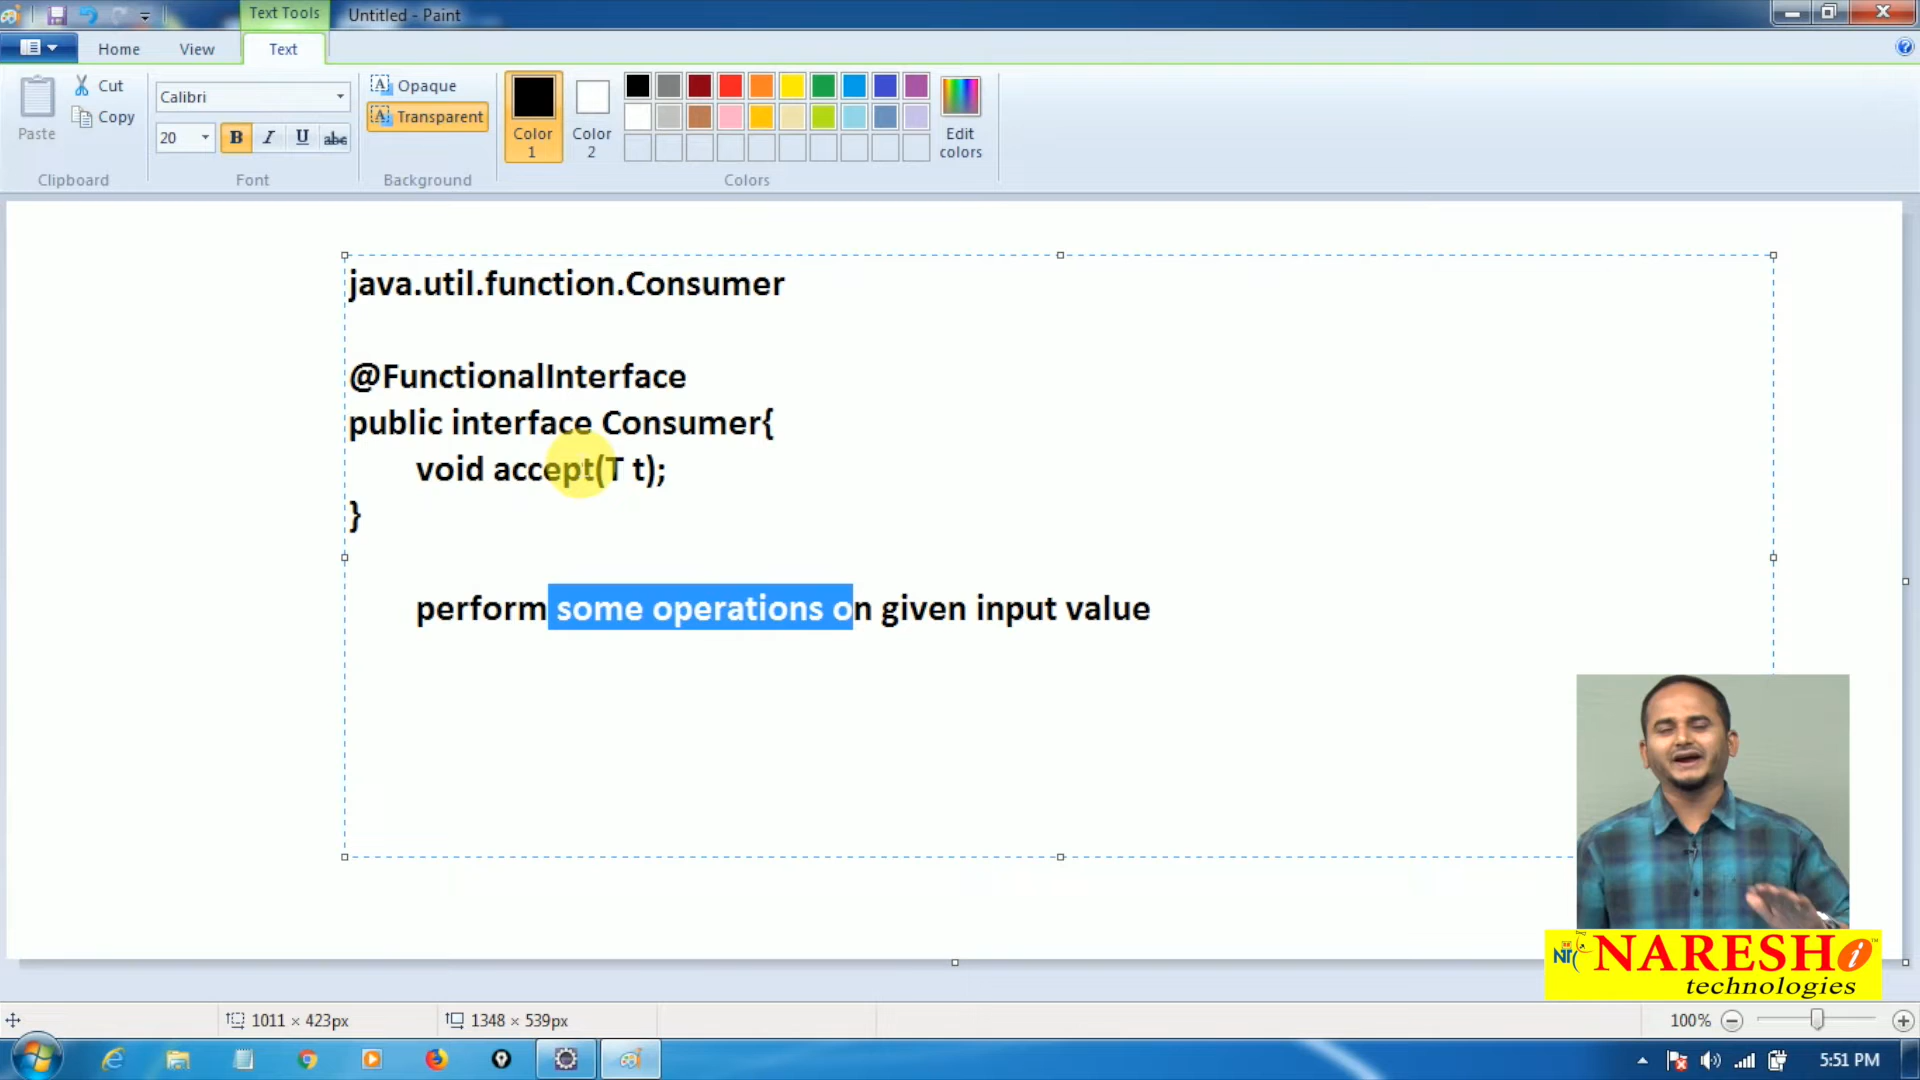 Text Tools
Untitled - Paint
Home
View
Text
Paste
Cut
Copy
Clipboard
Calibri
20
B
I
U
abc
Font
Opaque
Transparent
Background
Color
1
Color
2
Edit
colors
Colors
java.util.function.Consumer
@FunctionalInterface
public interface Consumer{
void accept(T t);
}
perform some operations on given input value
NARESH i
technologies
1011 × 423px
1348 × 539px
100%
5:51 PM